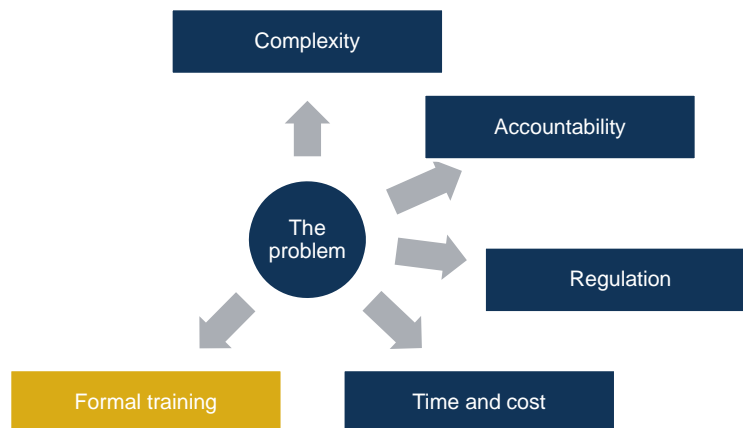 Complexity
Accountability
The
problem
Regulation
Formal training
Time and cost